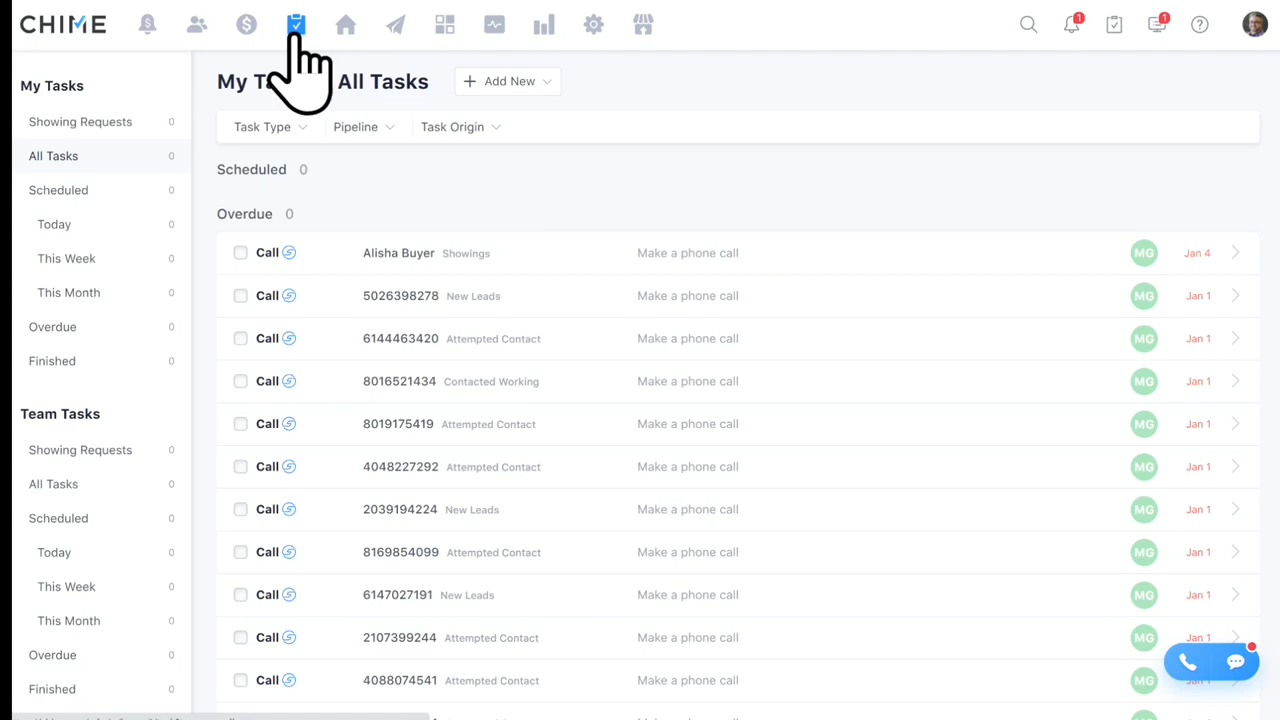 CHIME
1
1
My Tasks
Showing Requests 0
All Tasks 0
Scheduled 0
Today 0
This Week 0
This Month 0
Overdue 0
Finished 0
Team Tasks
Showing Requests 0
All Tasks 0
Scheduled 0
Today 0
This Week 0
This Month 0
Overdue 0
Finished 0
My All Tasks
+ Add New
Task Type Pipeline Task Origin
Scheduled 0
Overdue 0
Call Alisha Buyer Showings Make a phone call MG Jan 4
Call 5026398278 New Leads Make a phone call MG Jan 1
Call 6144463420 Attempted Contact Make a phone call MG Jan 1
Call 8016521434 Contacted Working Make a phone call MG Jan 1
Call 8019175419 Attempted Contact Make a phone call MG Jan 1
Call 4048227292 Attempted Contact Make a phone call MG Jan 1
Call 2039194224 New Leads Make a phone call MG Jan 1
Call 8169854099 Attempted Contact Make a phone call MG Jan 1
Call 6147027191 New Leads Make a phone call MG Jan 1
Call 2107399244 Attempted Contact Make a phone call MG Jan 1
Call 4088074541 Attempted Contact Make a phone call MG Jan 1